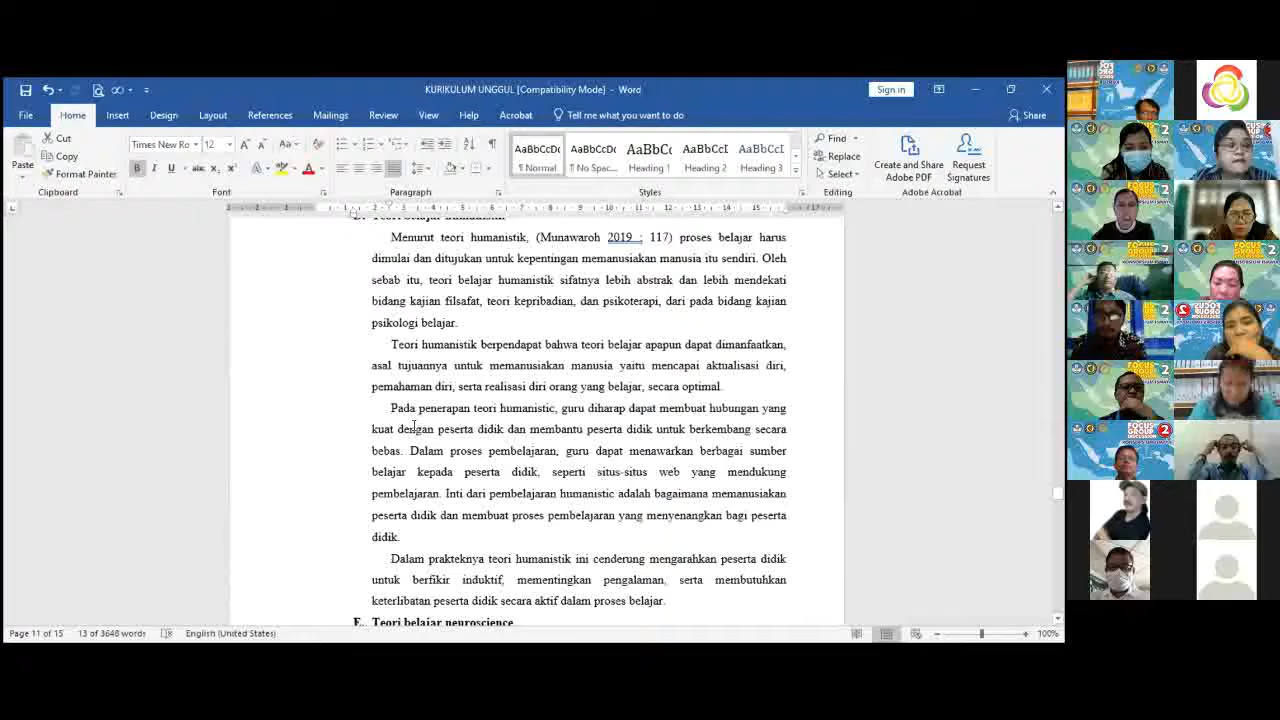 KURIKULUM UNGGUL [Compatibility Mode] - Word
Sign in
File Home Insert Design Layout References Mailings Review View Help Acrobat Tell me what you want to do Share
Paste
Cut
Copy
Format Painter
Clipboard
Times New Ro 12
Font
Paragraph
AaBbCcDc AaBbCcDc AaBbCc AaBbCcI AaBbCcI
¶ Normal ¶ No Spac... Heading 1 Heading 2 Heading 3
Styles
Find
Replace
Select
Editing
Create and Share
Adobe PDF
Request
Signatures
Adobe Acrobat
Teori belajar humanistik
Menurut teori humanistik, (Munawaroh 2019 : 117) proses belajar harus
dimulai dan ditujukan untuk kepentingan memanusiakan manusia itu sendiri. Oleh
sebab itu, teori belajar humanistik sifatnya lebih abstrak dan lebih mendekati
bidang kajian filsafat, teori kepribadian, dan psikoterapi, dari pada bidang kajian
psikologi belajar.
Teori humanistik berpendapat bahwa teori belajar apapun dapat dimanfaatkan,
asal tujuannya untuk memanusiakan manusia yaitu mencapai aktualisasi diri,
pemahaman diri, serta realisasi diri orang yang belajar, secara optimal.
Pada penerapan teori humanistic, guru diharap dapat membuat hubungan yang
kuat dengan peserta didik dan membantu peserta didik untuk berkembang secara
bebas. Dalam proses pembelajaran, guru dapat menawarkan berbagai sumber
belajar kepada peserta didik, seperti situs-situs web yang mendukung
pembelajaran. Inti dari pembelajaran humanistic adalah bagaimana memanusiakan
peserta didik dan membuat proses pembelajaran yang menyenangkan bagi peserta
didik.
Dalam prakteknya teori humanistik ini cenderung mengarahkan peserta didik
untuk berfikir induktif, mementingkan pengalaman, serta membutuhkan
keterlibatan peserta didik secara aktif dalam proses belajar.
E. Teori belajar neuroscience
Page 11 of 15 13 of 3648 words English (United States) 100%
FOCUS
GROUP
DISCUSSION
2